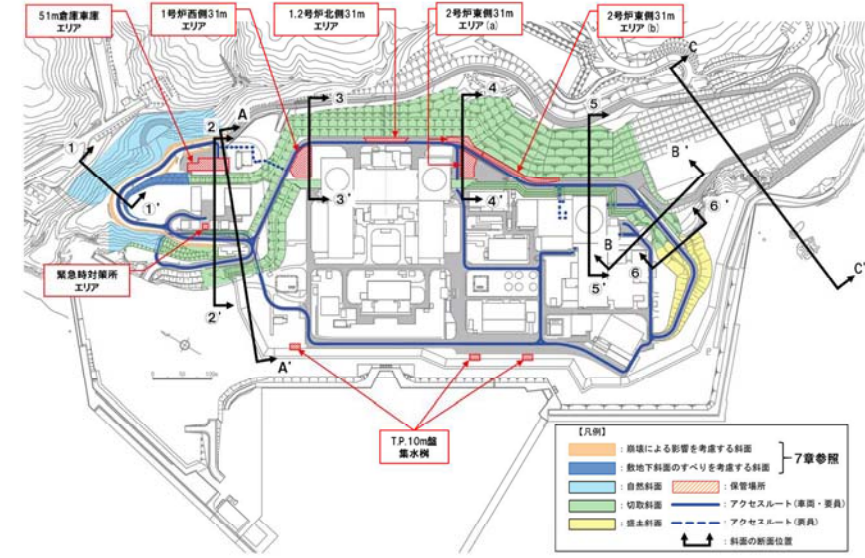 51m倉庫車庫
エリア
1号炉西側31m
エリア
1,2号炉北側31m
エリア
2号炉東側31m
エリア(a)
2号炉東側31m
エリア(b)
C
3
4
5
A
2
1
B'
3'
4'
6'
1'
B
6
5'
C'
緊急時対策所
エリア
2'
A'
0 50 100m
T.P.10m盤
集水桝
【凡例】
:崩壊による影響を考慮する斜面
:敷地下斜面のすべりを考慮する斜面
7章参照
:自然斜面
:保管場所
:切取斜面
:アクセスルート(車両・要員)
:盛土斜面
:アクセスルート(要員)
:斜面の断面位置